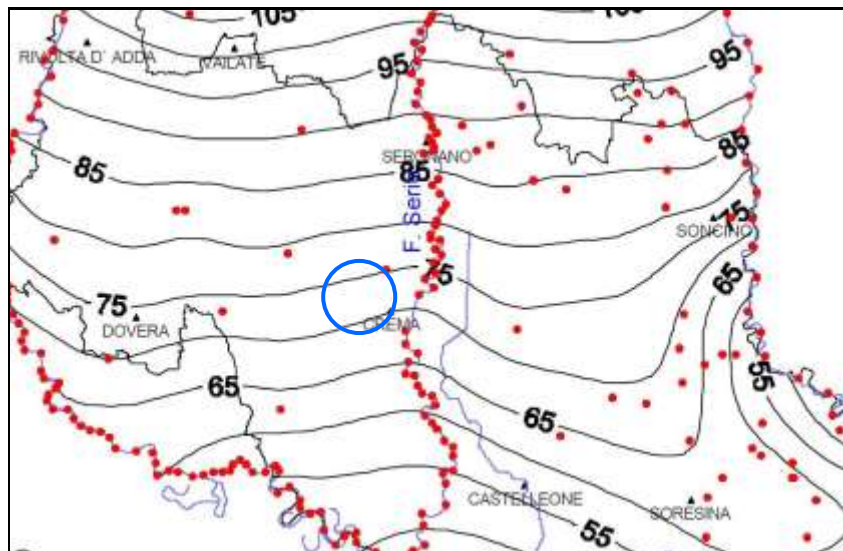 105
RIVOLTA D' ADDA
VAILATE
95
95
85
SERGNANO
85
85
F. Serio
75
SONCINO
75
65
75
DOVERA
CREMA
65
55
65
CASTELLEONE
SORESINA
55